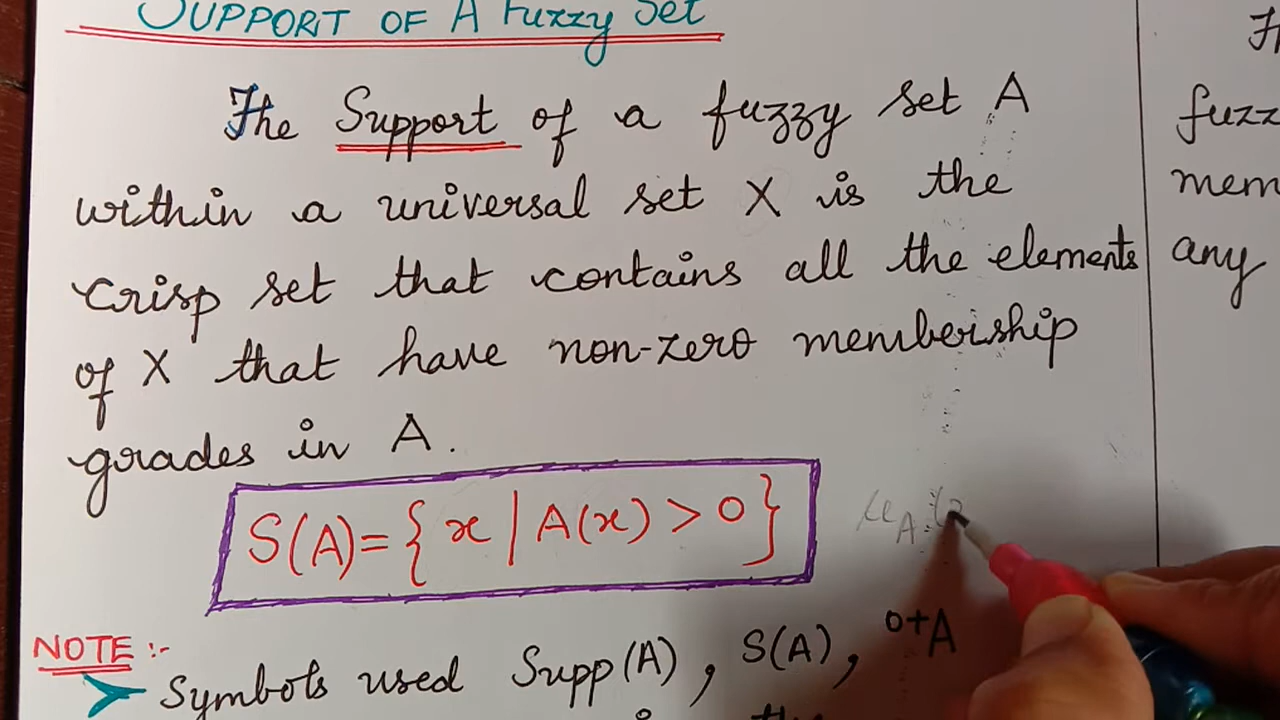 SUPPORT OF A Fuzzy Set
The Support of a fuzzy set A
within a universal set X is the
crisp set that contains all the elements
of X that have non-zero membership
grades in A.
S(A)={x | A(x) > 0}
μA(
NOTE :-
➤ Symbols used Supp(A), S(A), 0+A
fuzz
mem
any